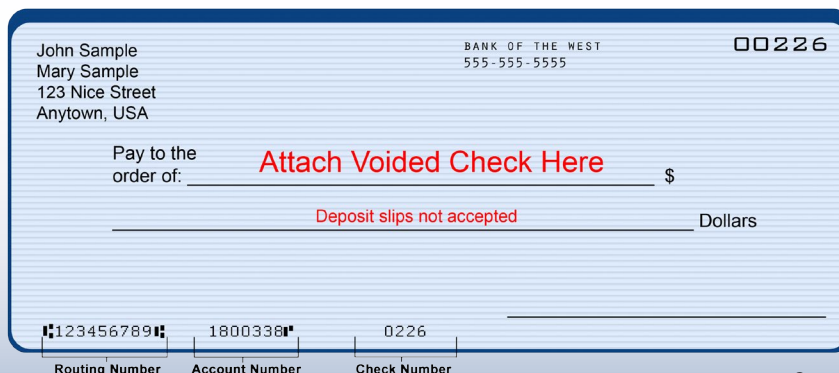 John Sample
Mary Sample
123 Nice Street
Anytown, USA
BANK OF THE WEST
555-555-5555
00226
Pay to the
order of:
Attach Voided Check Here
$
Deposit slips not accepted
Dollars
⑆123456789⑆ 1800338⑈ 0226
Routing Number Account Number Check Number